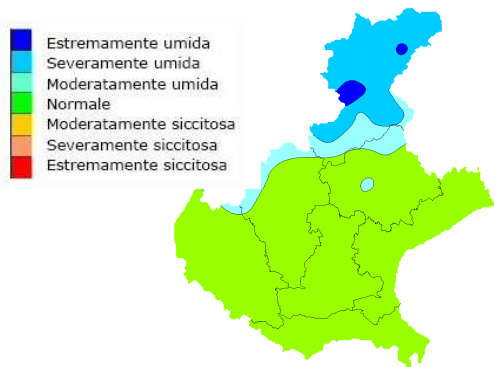 Estremamente umida
Severamente umida
Moderatamente umida
Normale
Moderatamente siccitosa
Severamente siccitosa
Estremamente siccitosa